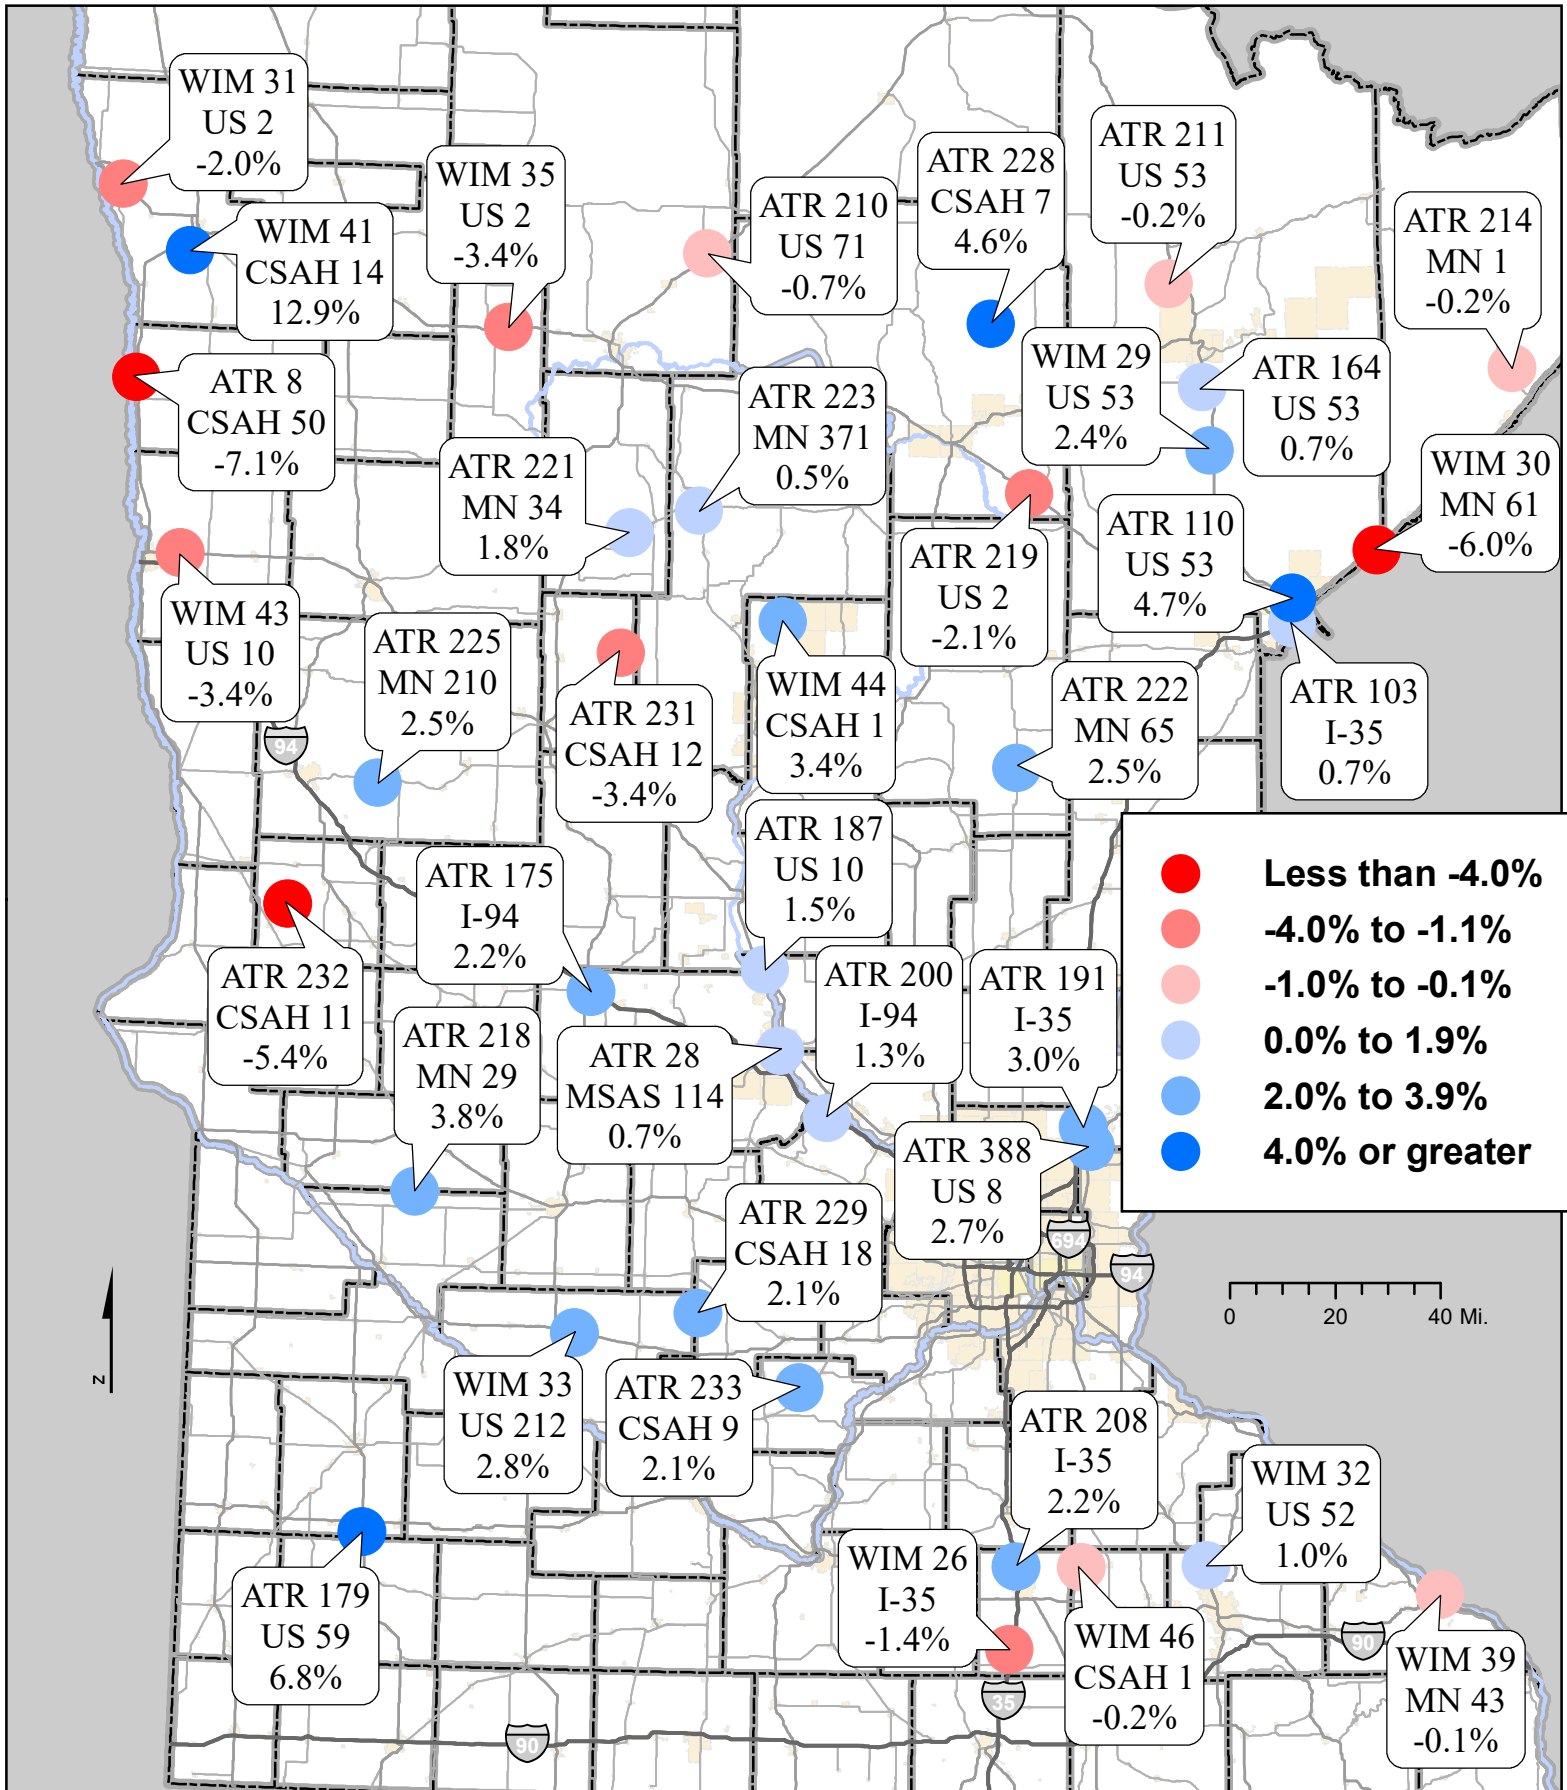 WIM 31
US 2
-2.0%
WIM 41
CSAH 14
12.9%
WIM 35
US 2
-3.4%
ATR 210
US 71
-0.7%
ATR 228
CSAH 7
4.6%
ATR 211
US 53
-0.2%
ATR 214
MN 1
-0.2%
ATR 8
CSAH 50
-7.1%
ATR 221
MN 34
1.8%
ATR 223
MN 371
0.5%
WIM 29
US 53
2.4%
ATR 164
US 53
0.7%
WIM 30
MN 61
-6.0%
ATR 110
US 53
4.7%
ATR 219
US 2
-2.1%
WIM 43
US 10
-3.4%
ATR 225
MN 210
2.5%
ATR 231
CSAH 12
-3.4%
WIM 44
CSAH 1
3.4%
ATR 222
MN 65
2.5%
ATR 103
I-35
0.7%
94
ATR 187
US 10
1.5%
ATR 175
I-94
2.2%
ATR 232
CSAH 11
-5.4%
ATR 218
MN 29
3.8%
ATR 28
MSAS 114
0.7%
ATR 200
I-94
1.3%
ATR 191
I-35
3.0%
Less than -4.0%
-4.0% to -1.1%
-1.0% to -0.1%
0.0% to 1.9%
2.0% to 3.9%
4.0% or greater
ATR 388
US 8
2.7%
694
94
ATR 229
CSAH 18
2.1%
0 20 40 Mi.
N
WIM 33
US 212
2.8%
ATR 233
CSAH 9
2.1%
ATR 208
I-35
2.2%
WIM 32
US 52
1.0%
ATR 179
US 59
6.8%
WIM 26
I-35
-1.4%
WIM 46
CSAH 1
-0.2%
90
WIM 39
MN 43
-0.1%
35
90